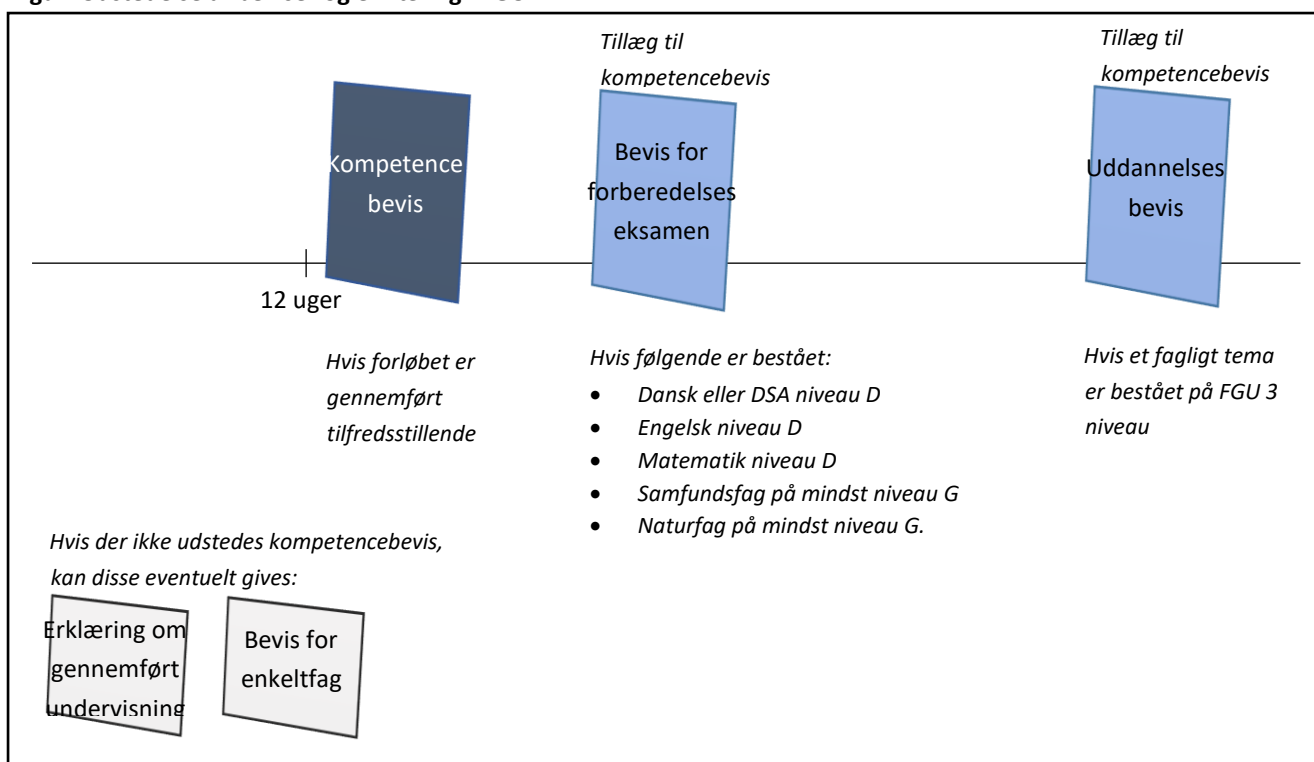 Tillæg til
kompetencebevis
Tillæg til
kompetencebevis
Kompetence
bevis
Bevis for
forberedelses
eksamen
Uddannelses
bevis
12 uger
Hvis forløbet er
gennemført
tilfredsstillende
Hvis følgende er bestået:
• Dansk eller DSA niveau D
• Engelsk niveau D
• Matematik niveau D
• Samfundsfag på mindst niveau G
• Naturfag på mindst niveau G.
Hvis et fagligt tema
er bestået på FGU 3
niveau
Hvis der ikke udstedes kompetencebevis,
kan disse eventuelt gives:
Erklæring om
gennemført
undervisning
Bevis for
enkeltfag